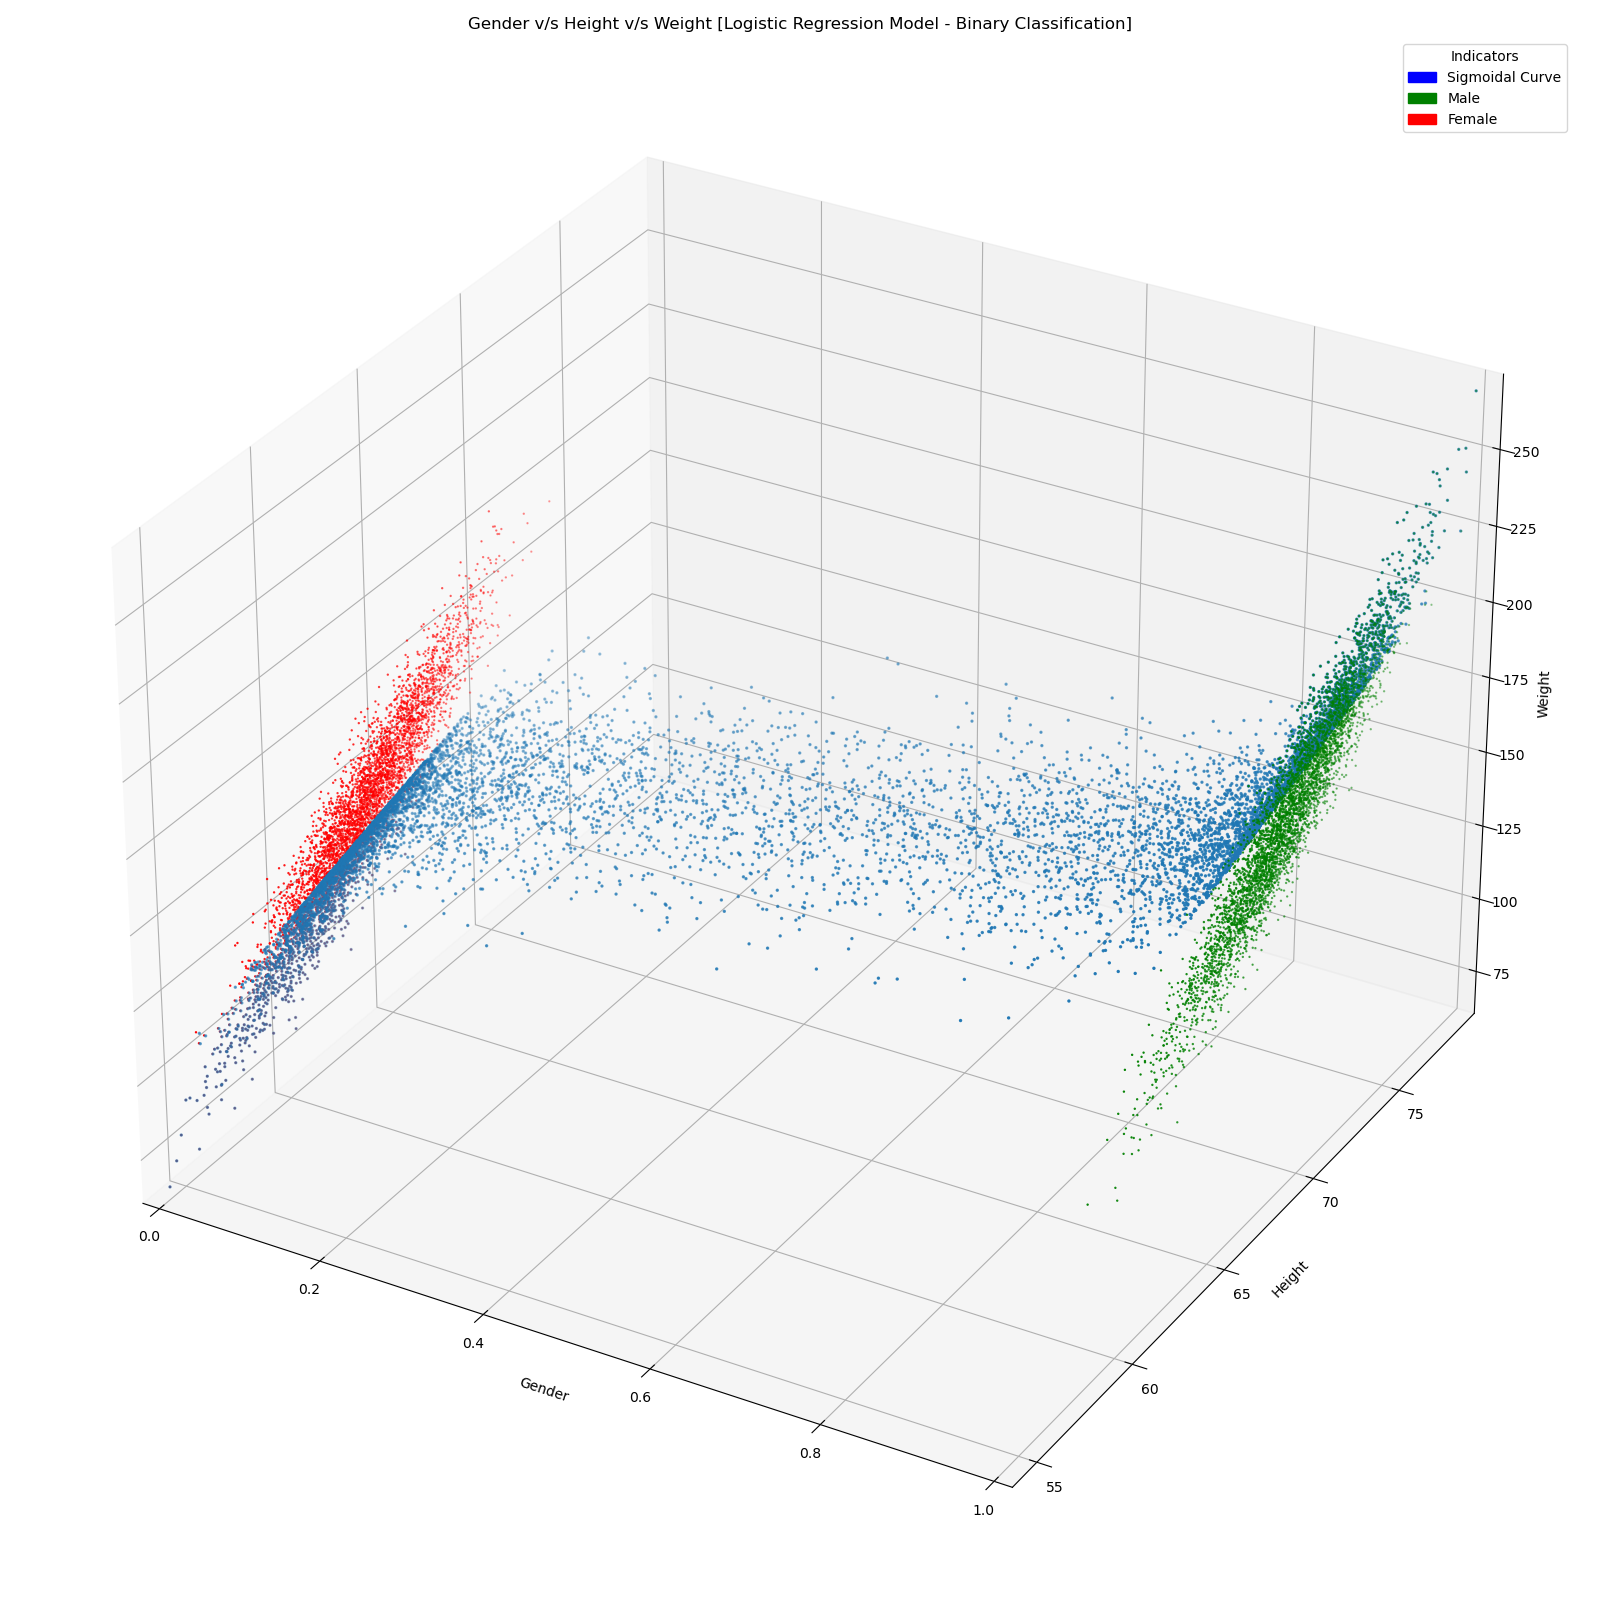 Gender v/s Height v/s Weight [Logistic Regression Model - Binary Classification]
Indicators
Sigmoidal Curve
Male
Female
250
225
200
175
Weight
150
125
100
75
0.0
0.2
0.4
0.6
0.8
1.0
Gender
75
70
65
60
55
Height